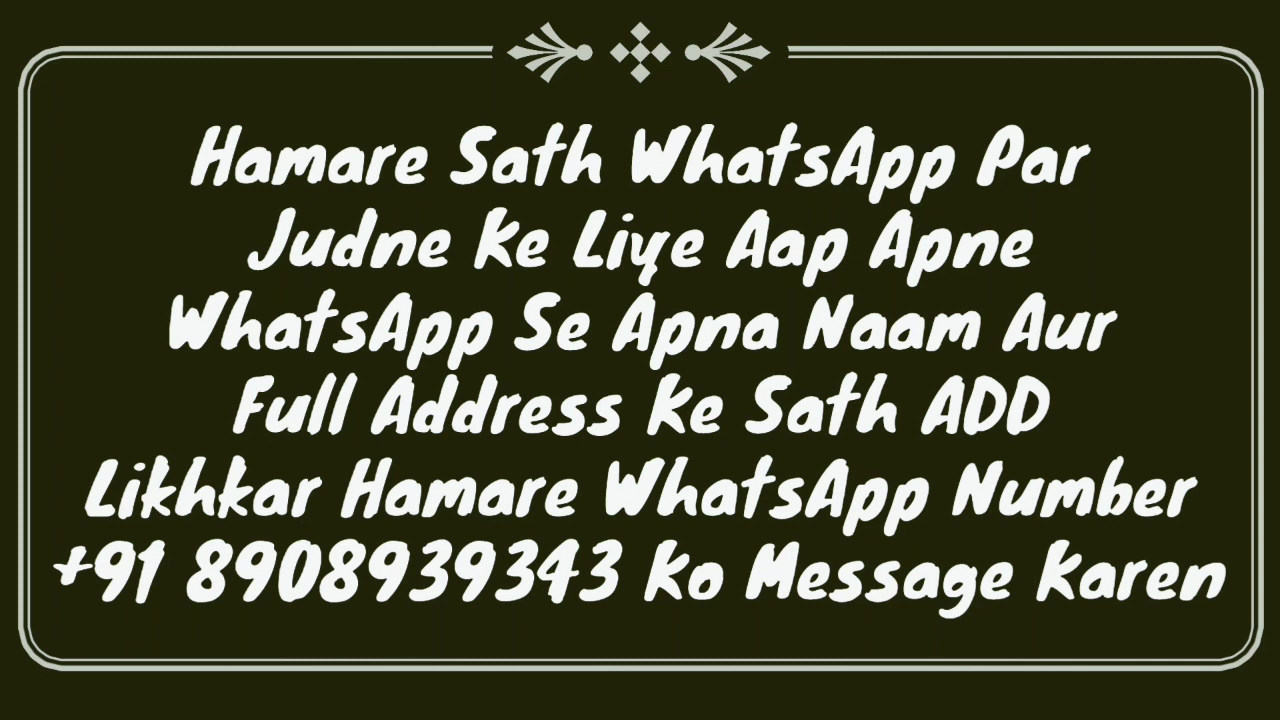 Hamare Sath WhatsApp Par
Judne Ke Liye Aap Apne
WhatsApp Se Apna Naam Aur
Full Address Ke Sath ADD
Likhkar Hamare WhatsApp Number
+91 8908939343 Ko Message Karen